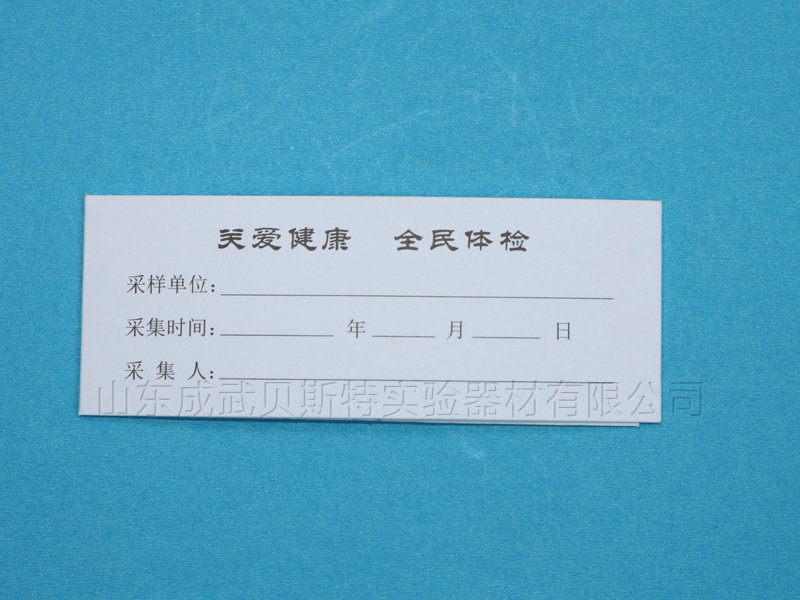 关爱健康 全民体检
采样单位：
采集时间： 年 月 日
采 集 人：
山东成武贝斯特实验器材有限公司